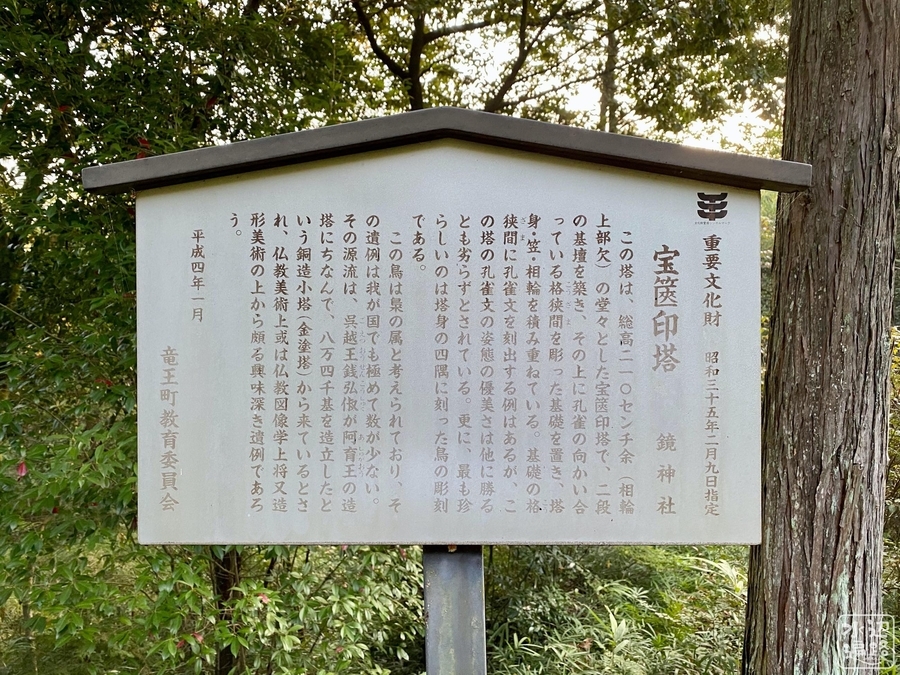 重要文化財　昭和三十五年二月九日指定
宝篋印塔　鏡神社
この塔は、総高二一〇センチ余（相輪
上部欠）の堂々とした宝篋印塔で、二段
の基壇を築き、その上に孔雀の向かい合
っている格狭間を彫った基礎を置き、塔
身・笠・相輪を積み重ねている。基礎の格
狭間に孔雀文を刻出する例はあるが、こ
の塔の孔雀文の姿態の優美さは他に勝る
とも劣らずとされている。更に、最も珍
らしいのは塔身の四隅に刻った鳥の彫刻
である。
この鳥は梟の属と考えられており、そ
の遺例は我が国でも極めて数が少ない。
その源流は、呉越王銭弘俶が阿育王の造
塔にちなんで、八万四千基を造立したと
いう銅造小塔（金塗塔）から来ているとさ
れ、仏教美術上或は仏教図像学上将又造
形美術の上から頗る興味深き遺例であろ
う。
平成四年一月
竜王町教育委員会